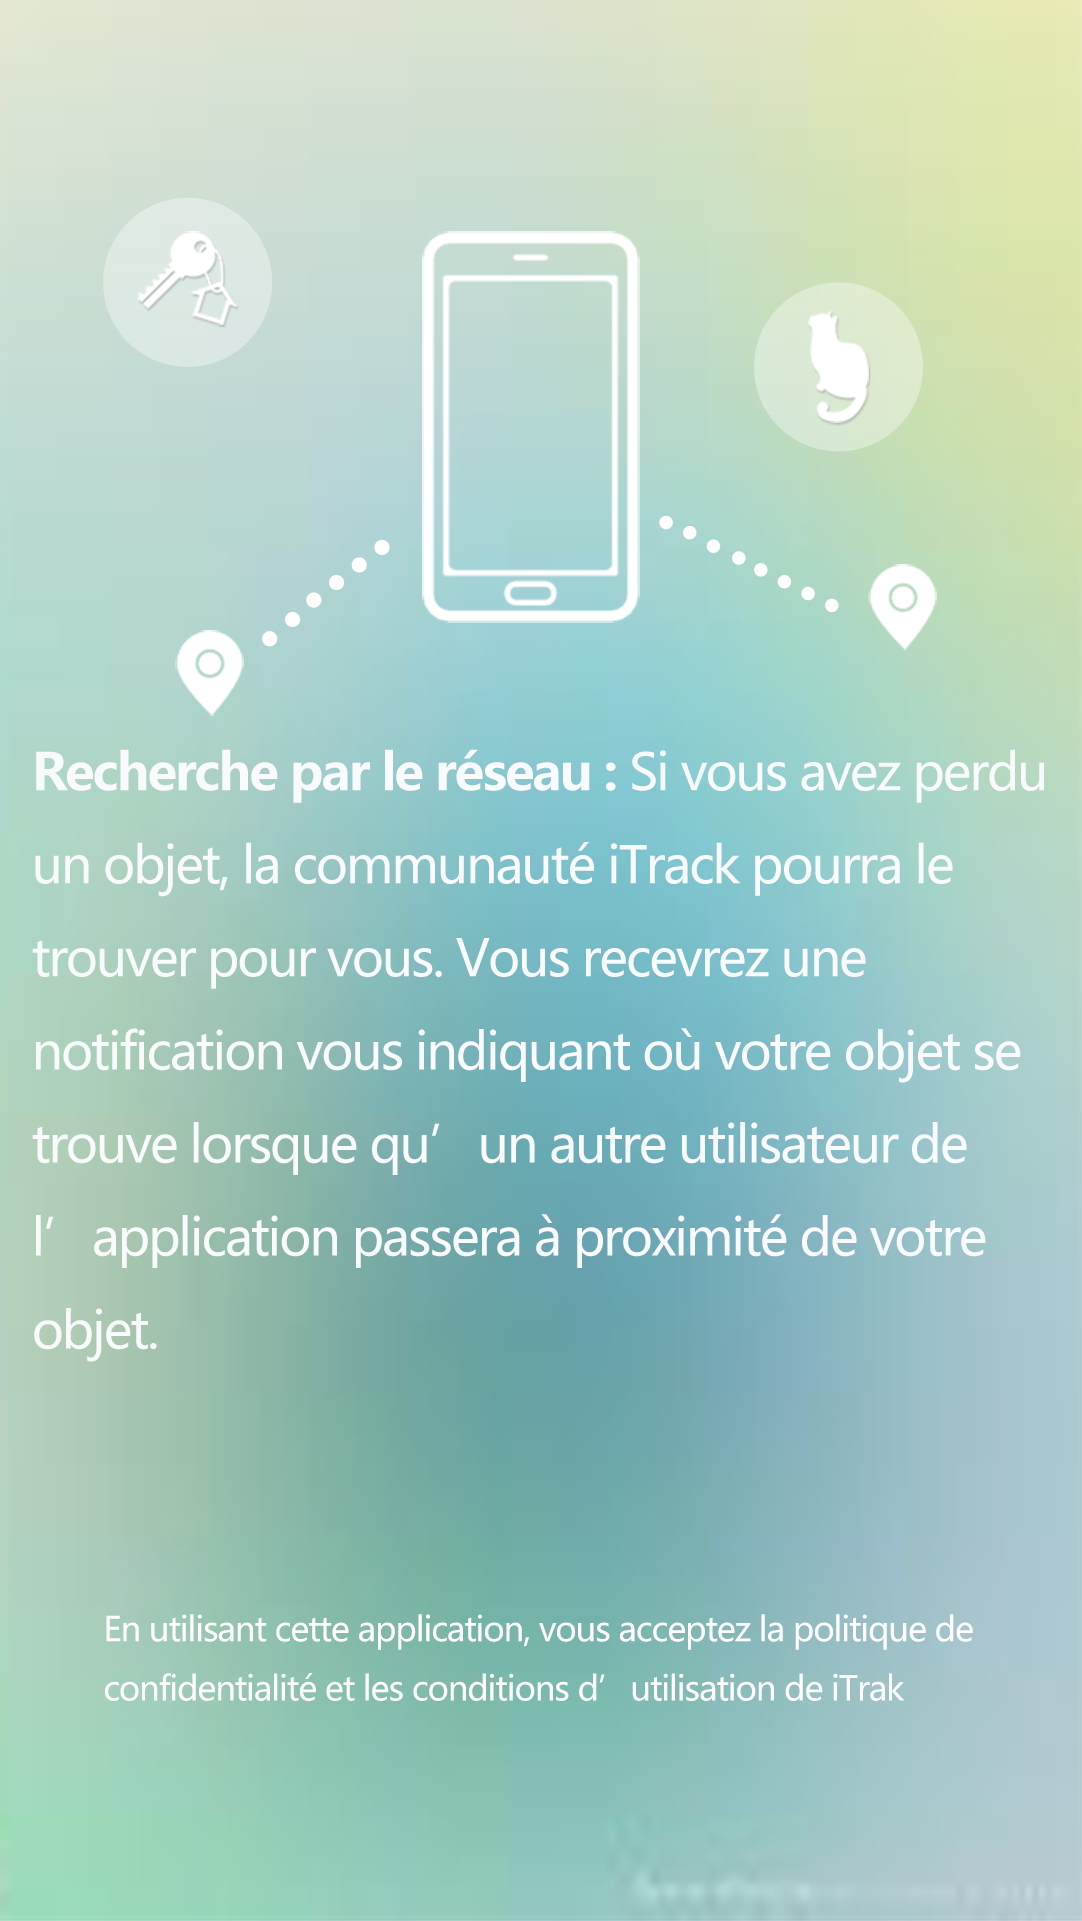 Recherche par le réseau : Si vous avez perdu
un objet, la communauté iTrack pourra le
trouver pour vous. Vous recevrez une
notification vous indiquant où votre objet se
trouve lorsque qu’un autre utilisateur de
l’application passera à proximité de votre
objet.
En utilisant cette application, vous acceptez la politique de
confidentialité et les conditions d’utilisation de iTrak